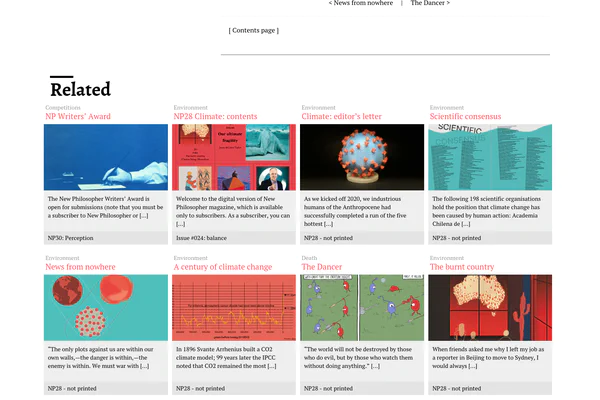 < News from nowhere | The Dancer >
[ Contents page ]
Related
Competitions
NP Writers' Award
The New Philosopher Writers' Award is
open for submissions (note that you must be
a subscriber to New Philosopher or [...]
NP30: Perception
Environment
NP28 Climate: contents
Our ultimate
fragility
Welcome to the digital version of New
Philosopher magazine, which is available
only to subscribers. As a subscriber, you can
[...]
Issue #024: balance
Environment
Climate: editor's letter
As we kicked off 2020, we industrious
humans of the Anthropocene had
successfully completed a run of the five
hottest [...]
NP28 - not printed
Environment
Scientific consensus
SCIENTIFIC
CONSENSUS
The following 198 scientific organisations
hold the position that climate change has
been caused by human action: Academia
Chilena de [...]
NP28 - not printed
Environment
News from nowhere
"The only plots against us are within our
own walls,—the danger is within,—the
enemy is within. We must war with [...]
NP28 - not printed
Environment
A century of climate change
In 1896 Svante Arrhenius built a CO2
climate model; 99 years later the IPCC
noted that CO2 remained the most [...]
NP28 - not printed
Death
The Dancer
"The world will not be destroyed by those
who do evil, but by those who watch them
without doing anything." [...]
NP28 - not printed
Environment
The burnt country
When friends asked me why I left my job as
a reporter in Beijing to move to Sydney, I
would always [...]
NP28 - not printed